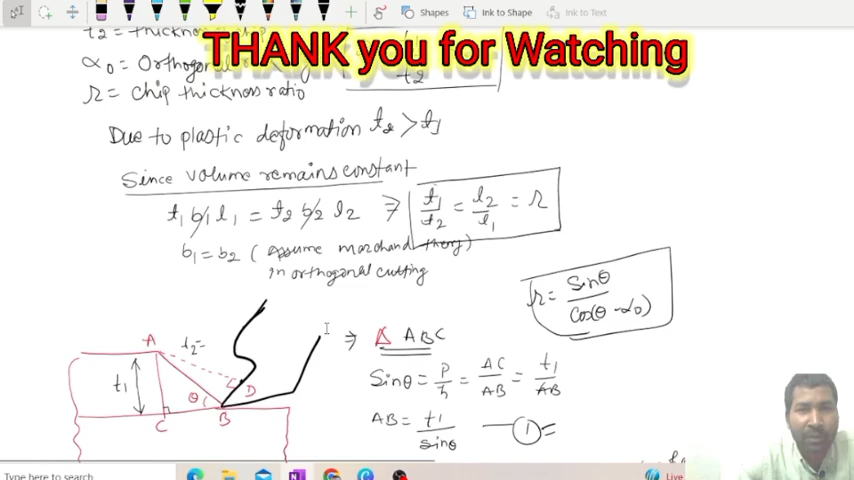 Shapes
Ink to Shape
Ink to Text
THANK you for Watching
t2 = thickness
α0 = Orthogonal
t2
r = chip thickness ratio
Due to plastic deformation t2 > t1
Since volume remains constant
t1 b1 l1 = t2 b2 l2 ⇒ t1/t2 = l2/l1 = r
b1 = b2 ( Assume marchand theory )
in orthogonal cutting
r = Sinθ / Cos(θ - α0)
A
t2=
⇒ Δ ABC
t1
θ
D
B
C
Sinθ = P/h = AC/AB = t1/AB
AB = t1/sinθ — 1 =
Type here to search
Live